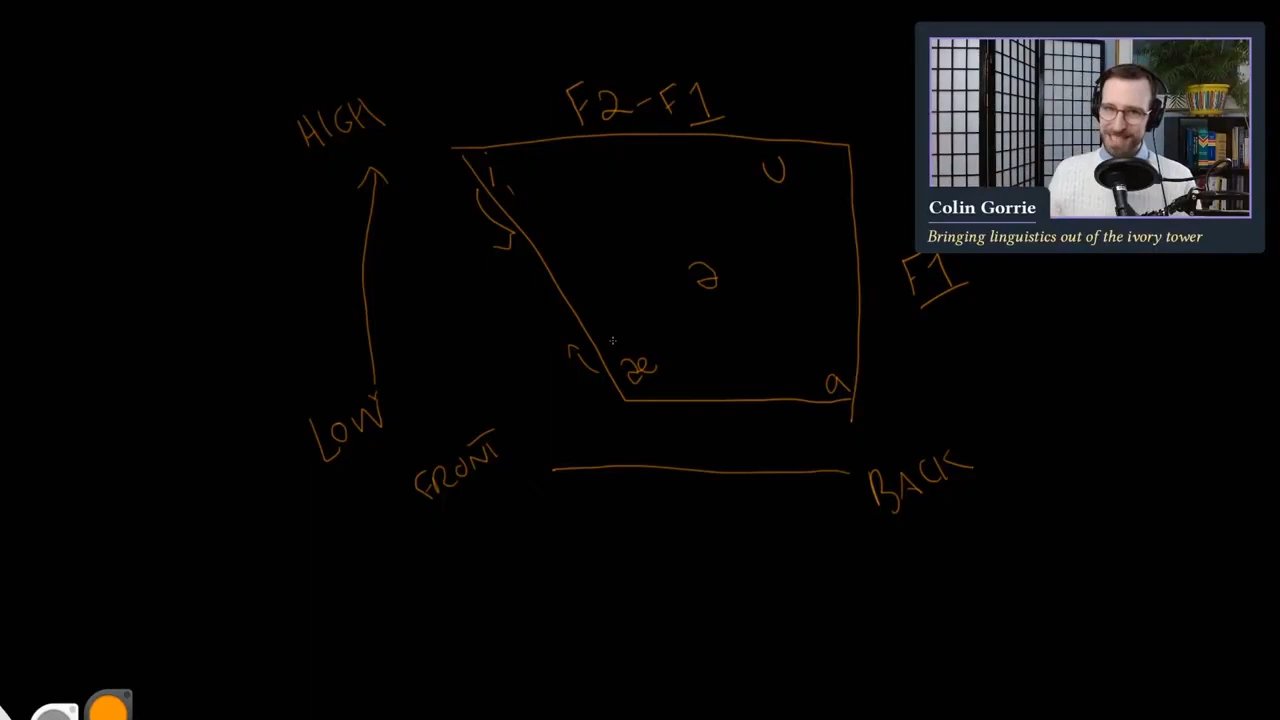 HIGH
F2-F1
i
U
Colin Gorrie
Bringing linguistics out of the ivory tower
F1
ə
æ
a
LOW
FRONT
BACK